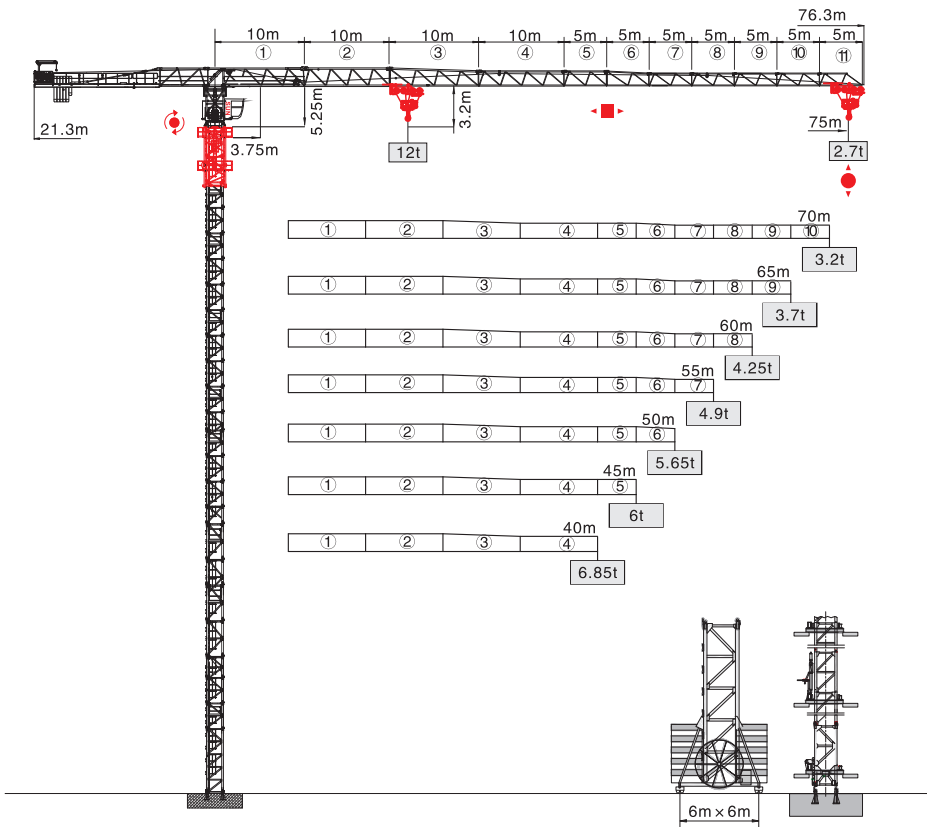 76.3m
10m 10m 10m 10m 5m 5m 5m 5m 5m 5m 5m
① ② ③ ④ ⑤ ⑥ ⑦ ⑧ ⑨ ⑩ ⑪
21.3m
3.75m
5.25m
3.2m
12t
75m
2.7t
70m
① ② ③ ④ ⑤ ⑥ ⑦ ⑧ ⑨ ⑩
3.2t
65m
① ② ③ ④ ⑤ ⑥ ⑦ ⑧ ⑨
3.7t
60m
① ② ③ ④ ⑤ ⑥ ⑦ ⑧
4.25t
55m
① ② ③ ④ ⑤ ⑥ ⑦
4.9t
50m
① ② ③ ④ ⑤ ⑥
5.65t
45m
① ② ③ ④ ⑤
6t
40m
① ② ③ ④
6.85t
6m×6m